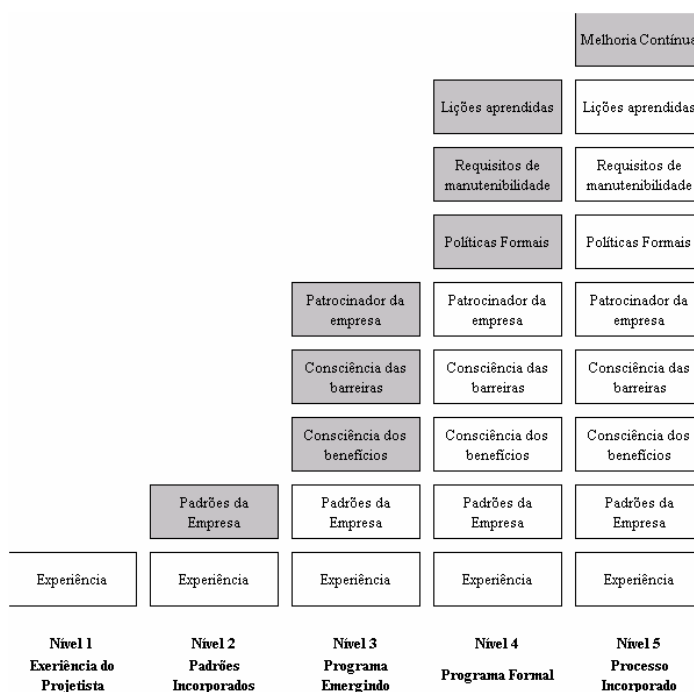 Melhoria Contínua
Lições aprendidas
Lições aprendidas
Requisitos de
manutenibilidade
Requisitos de
manutenibilidade
Políticas Formais
Políticas Formais
Patrocinador da
empresa
Patrocinador da
empresa
Patrocinador da
empresa
Consciência das
barreiras
Consciência das
barreiras
Consciência das
barreiras
Consciência dos
benefícios
Consciência dos
benefícios
Consciência dos
benefícios
Padrões da
Empresa
Padrões da
Empresa
Padrões da
Empresa
Padrões da
Empresa
Experiência
Experiência
Experiência
Experiência
Experiência
Nível 1
Exeriência do
Projetista
Nível 2
Padrões
Incorporados
Nível 3
Programa
Emergindo
Nível 4
Programa Formal
Nível 5
Processo
Incorporado